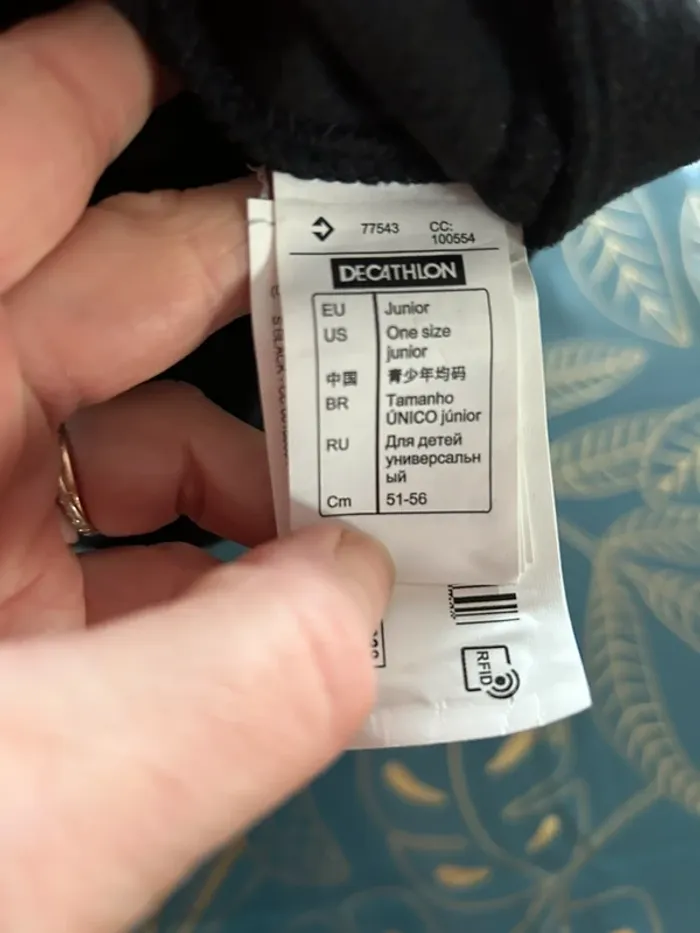 77543 CC:
100554
DECATHLON
EU Junior
US One size
junior
中国 青少年均码
BR Tamanho
ÚNICO júnior
RU Для детей
универсальн
ый
Cm 51-56
RFID